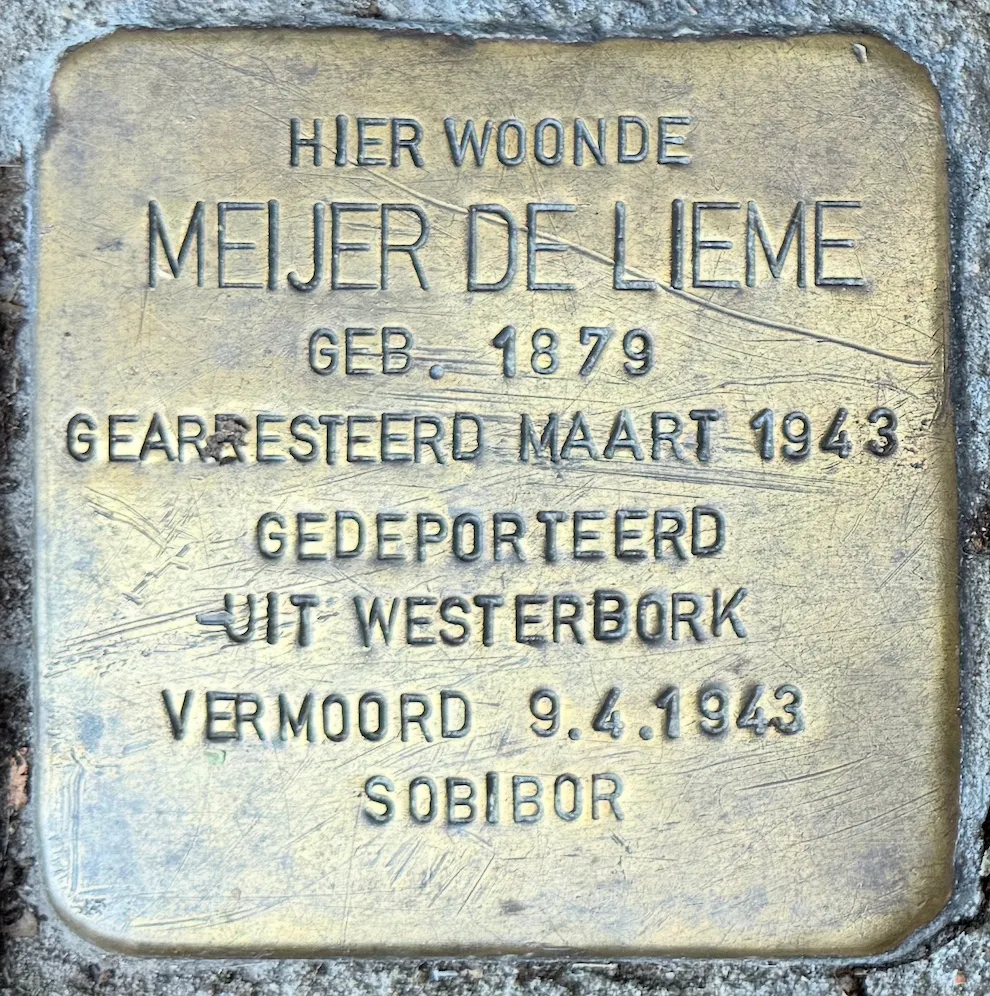 HIER WOONDE
MEIJER DE LIEME
GEB. 1879
GEARRESTEERD MAART 1943
GEDEPORTEERD
UIT WESTERBORK
VERMOORD 9.4.1943
SOBIBOR